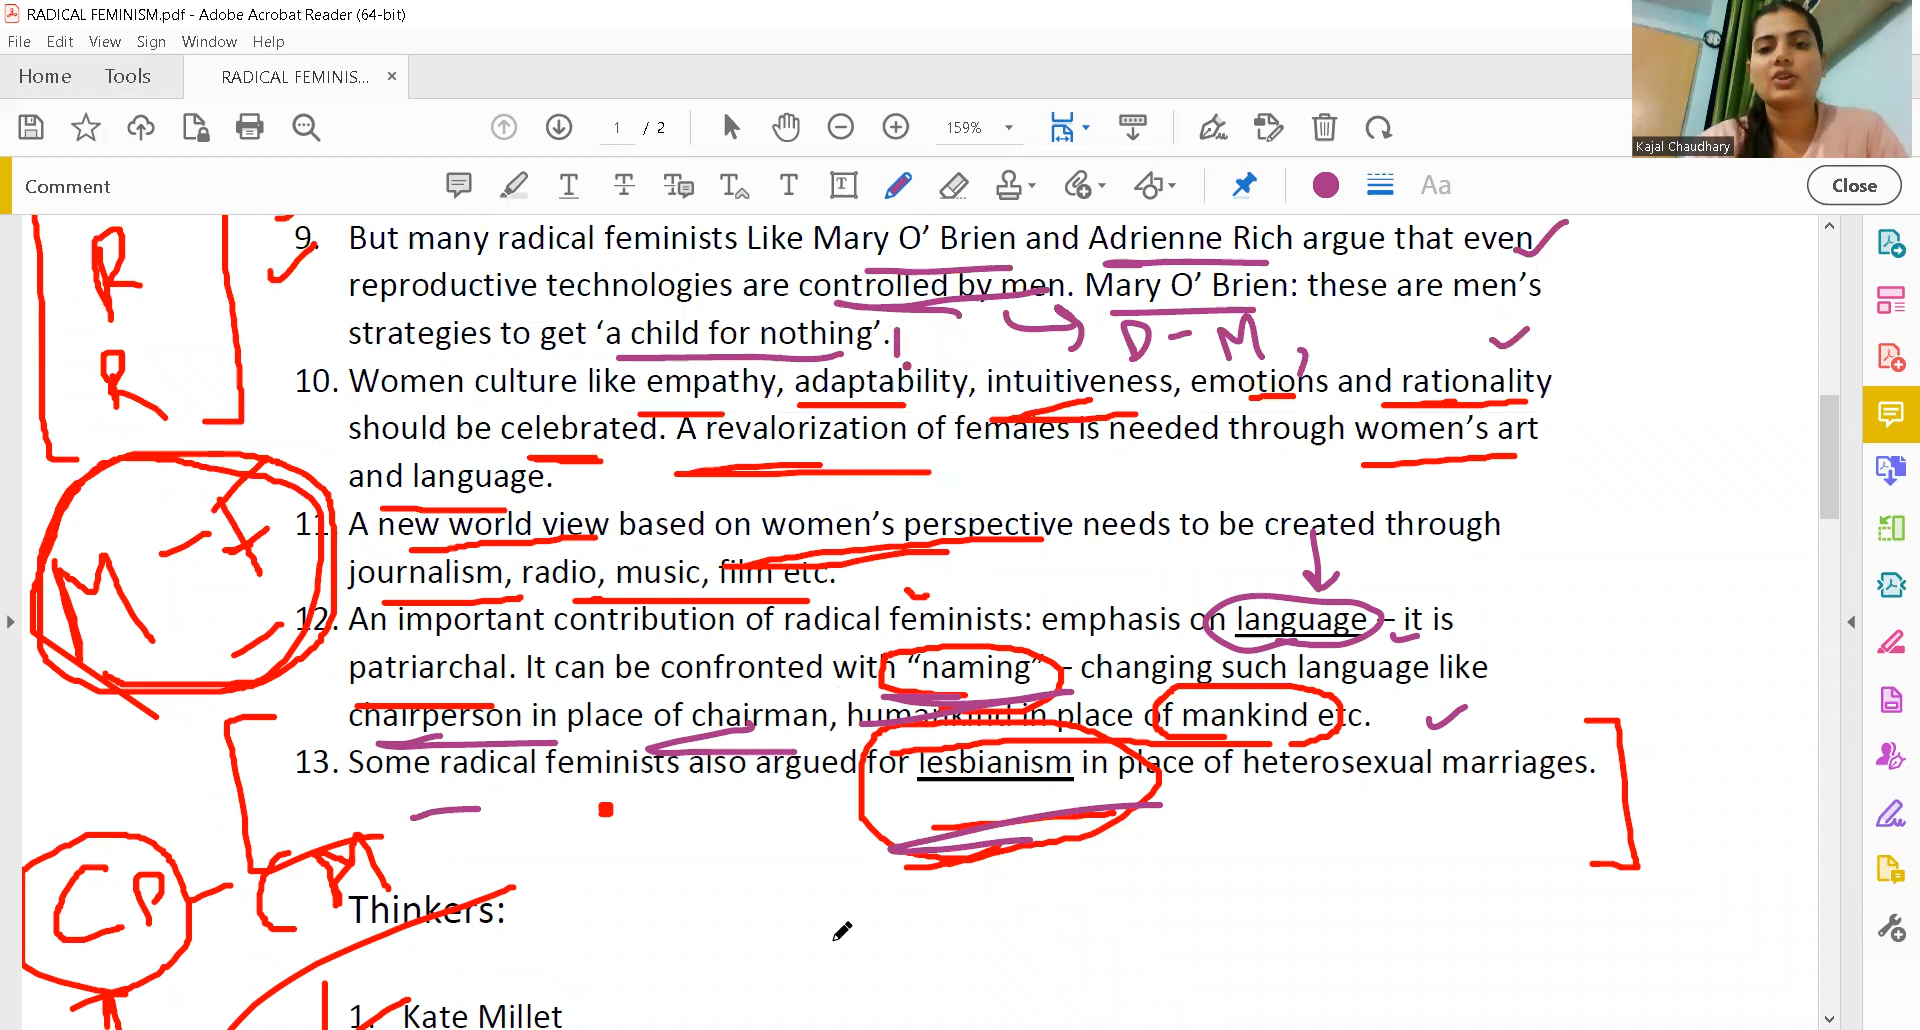 RADICAL FEMINISM.pdf - Adobe Acrobat Reader (64-bit)
File Edit View Sign Window Help
Home Tools RADICAL FEMINIS... ×
1 / 2 159%
Kajal Chaudhary
Comment Aa Close
R
R
9. But many radical feminists Like Mary O’ Brien and Adrienne Rich argue that even
reproductive technologies are controlled by men. Mary O’ Brien: these are men’s
strategies to get ‘a child for nothing’.
D - M
10. Women culture like empathy, adaptability, intuitiveness, emotions and rationality
should be celebrated. A revalorization of females is needed through women’s art
and language.
11. A new world view based on women’s perspective needs to be created through
journalism, radio, music, film etc.
12. An important contribution of radical feminists: emphasis on language – it is
patriarchal. It can be confronted with “naming” – changing such language like
chairperson in place of chairman, humankind in place of mankind etc.
13. Some radical feminists also argued for lesbianism in place of heterosexual marriages.
CP
Thinkers:
1. Kate Millet